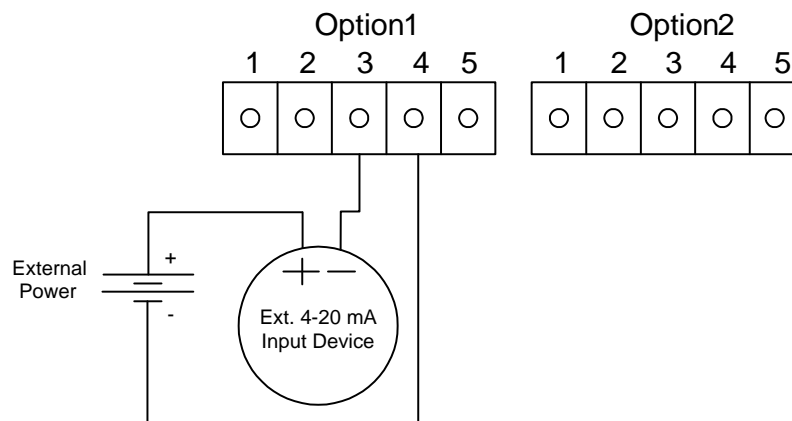 Option1
Option2
1 2 3 4 5
1 2 3 4 5
+
External
Power
-
+ −
Ext. 4-20 mA
Input Device